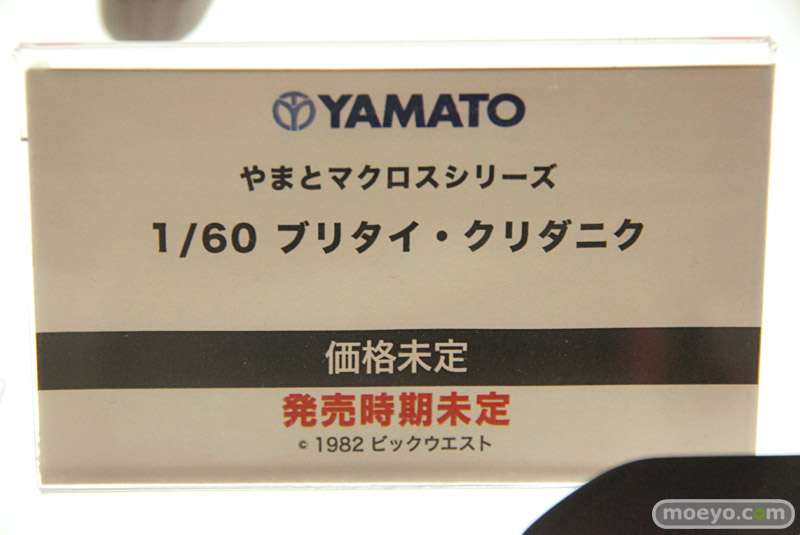 YAMATO
やまとマクロスシリーズ
1/60 ブリタイ・クリダニク
価格未定
発売時期未定
© 1982 ビックウエスト
moeyo.com